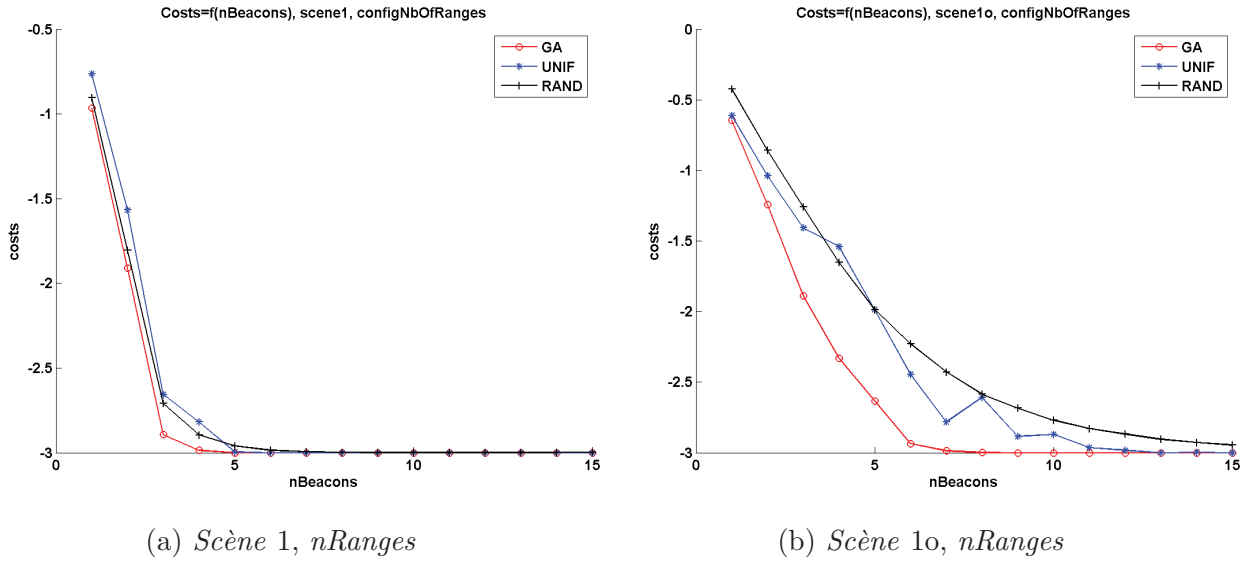 Costs=f(nBeacons), scene1, configNbOfRanges
-0.5
-1
-1.5
-2
-2.5
-3
costs
0
5
10
15
nBeacons
GA
UNIF
RAND
(a) Scène 1, nRanges
Costs=f(nBeacons), scene1o, configNbOfRanges
0
-0.5
-1
-1.5
-2
-2.5
-3
costs
0
5
10
15
nBeacons
GA
UNIF
RAND
(b) Scène 1o, nRanges